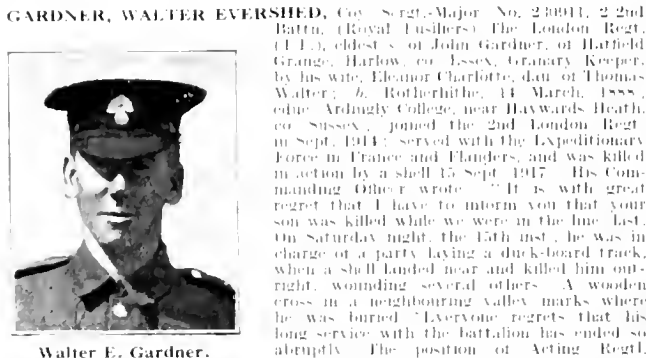 GARDNER, WALTER EVERSHED, Coy. Sergt.-Major, No. 230911, 2/2nd
Battn. (Royal Fusiliers) The London Regt.
(T.F.), eldest s. of John Gardner, of Hatfield
Grange, Harlow, co. Essex, Granary Keeper,
by his wife, Eleanor Charlotte, dau. of Thomas
Walter; b. Rotherhithe, 14 March, 1888;
educ. Ardingly College, near Haywards Heath,
co. Sussex; joined the 2nd London Regt.
in Sept. 1914; served with the Expeditionary
Force in France and Flanders, and was killed
in action by a shell 15 Sept. 1917. His Com-
manding Officer wrote: "It is with great
regret that I have to inform you that your
son was killed while we were in the line last.
On Saturday night, the 15th inst., he was in
charge of a party laying a duck-board track,
when a shell landed near and killed him out-
right, wounding several others. A wooden
cross in a neighbouring valley marks where
he was buried. Everyone regrets that his
long service with the battalion has ended so
abruptly. The position of Acting Regtl.
Walter E. Gardner.